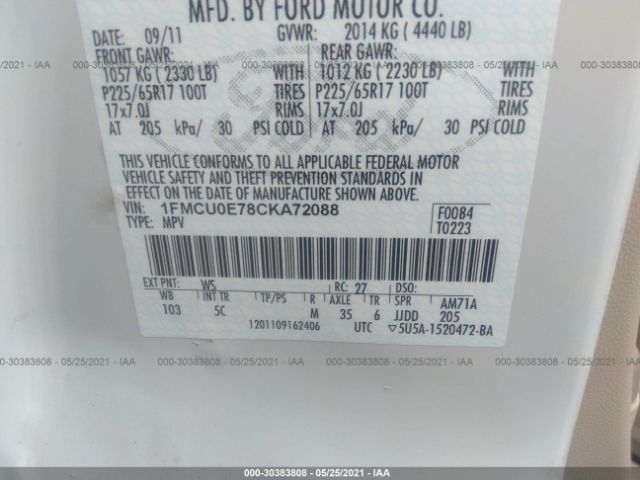 MFD. BY FORD MOTOR CO.
DATE: 09/11 GVWR: 2014 KG ( 4440 LB)
FRONT GAWR: REAR GAWR:
1057 KG ( 2330 LB) WITH 1012 KG ( 2230 LB) WITH
P225/65R17 100T TIRES P225/65R17 100T TIRES
17x7.0J RIMS 17x7.0J RIMS
AT 205 kPa/ 30 PSI COLD AT 205 kPa/ 30 PSI COLD
THIS VEHICLE CONFORMS TO ALL APPLICABLE FEDERAL MOTOR
VEHICLE SAFETY AND THEFT PREVENTION STANDARDS IN
EFFECT ON THE DATE OF MANUFACTURE SHOWN ABOVE.
VIN: 1FMCU0E78CKA72088 F0084
TYPE: MPV T0223
EXT PNT: WS RC: 27 DSO:
WB INT TR TP/PS R AXLE TR SPR AM71A
103 5C M 35 6 JJDD 205
1201109162406 UTC ▽5U5A-1520472-BA
000-30383808 - 05/25/2021 - IAA